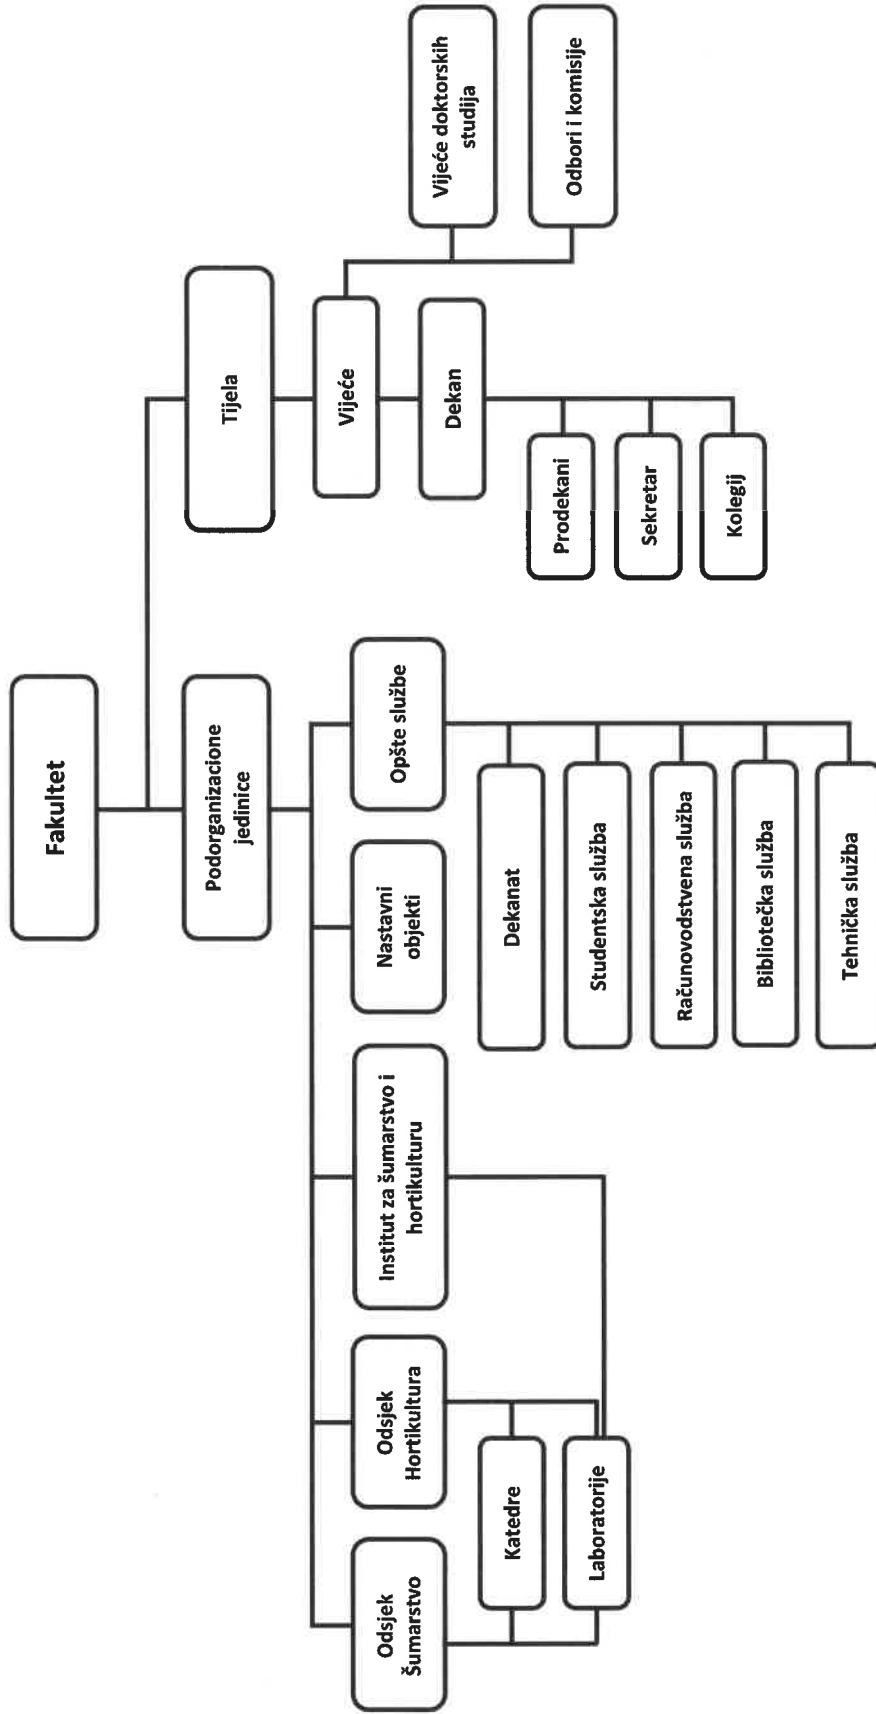 Fakultet
Podorganizacione
jedinice
Tijela
Odsjek
Šumarstvo
Odsjek
Hortikultura
Institut za šumarstvo i
hortikulturu
Nastavni
objekti
Opšte službe
Vijeće
Dekan
Vijeće doktorskih
studija
Odbori i komisije
Katedre
Laboratorije
Dekanat
Studentska služba
Računovodstvena služba
Bibliotečka služba
Tehnička služba
Prodekani
Sekretar
Kolegij